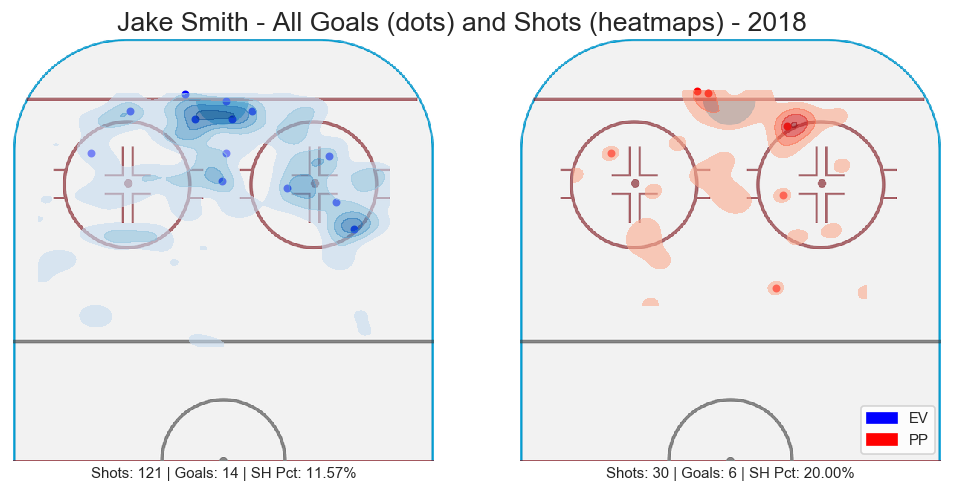 Jake Smith - All Goals (dots) and Shots (heatmaps) - 2018
EV
PP
Shots: 121 | Goals: 14 | SH Pct: 11.57%
Shots: 30 | Goals: 6 | SH Pct: 20.00%